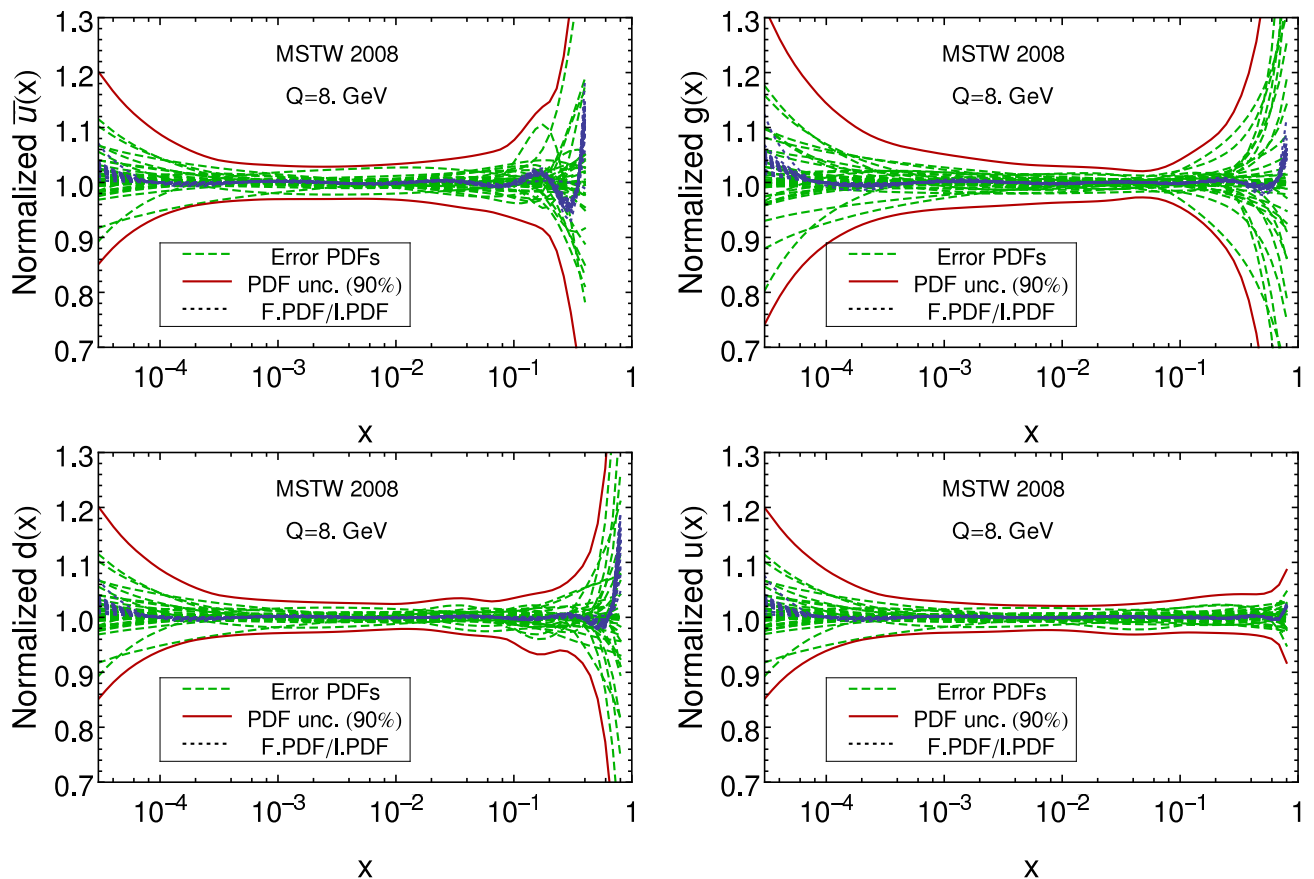 Normalized u̅(x)
1.3
1.2
1.1
1.0
0.9
0.8
0.7
MSTW 2008
Q=8. GeV
Error PDFs
PDF unc. (90%)
F.PDF/I.PDF
10⁻⁴ 10⁻³ 10⁻² 10⁻¹ 1
x
Normalized g(x)
1.3
1.2
1.1
1.0
0.9
0.8
0.7
MSTW 2008
Q=8. GeV
Error PDFs
PDF unc. (90%)
F.PDF/I.PDF
10⁻⁴ 10⁻³ 10⁻² 10⁻¹ 1
x
Normalized d(x)
1.3
1.2
1.1
1.0
0.9
0.8
0.7
MSTW 2008
Q=8. GeV
Error PDFs
PDF unc. (90%)
F.PDF/I.PDF
10⁻⁴ 10⁻³ 10⁻² 10⁻¹ 1
x
Normalized u(x)
1.3
1.2
1.1
1.0
0.9
0.8
0.7
MSTW 2008
Q=8. GeV
Error PDFs
PDF unc. (90%)
F.PDF/I.PDF
10⁻⁴ 10⁻³ 10⁻² 10⁻¹ 1
x